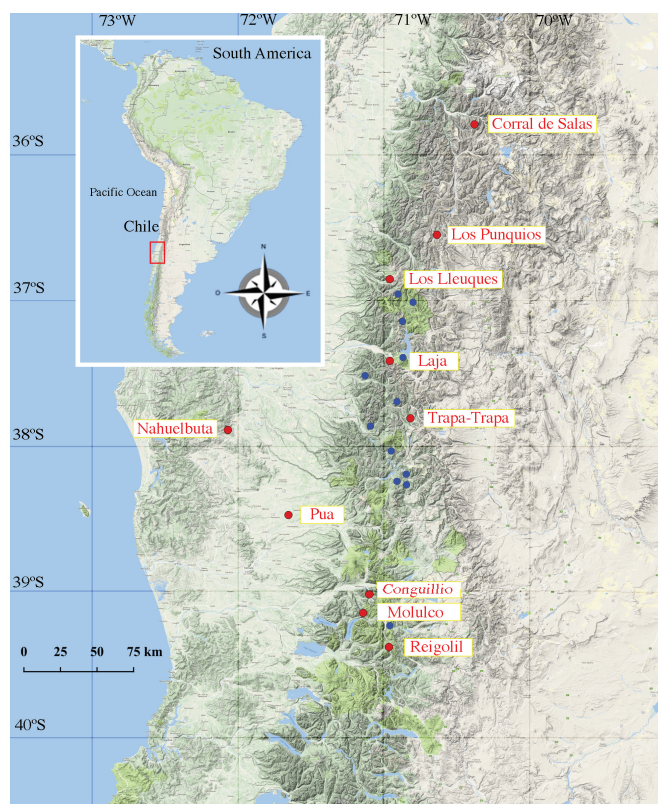 73ºW
72ºW
71ºW
70ºW
South America
Pacific Ocean
Chile
N
O
E
S
36ºS
Corral de Salas
Los Punquios
37ºS
Los Lleuques
Laja
38ºS
Nahuelbuta
Trapa-Trapa
Pua
39ºS
Conguillio
Molulco
Reigolil
0 25 50 75 km
40ºS